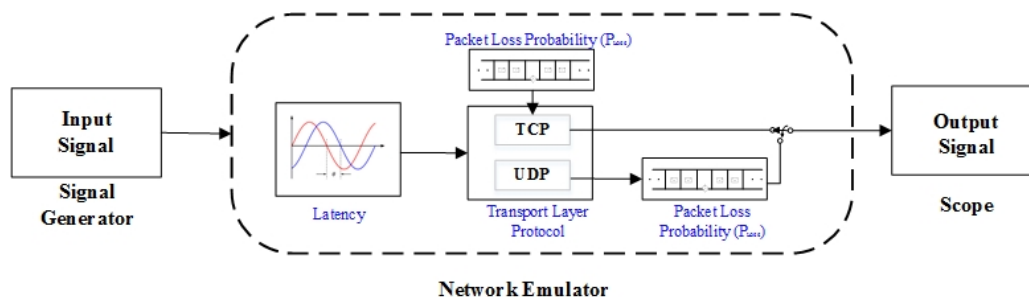 Packet Loss Probability (PLoss)
Input
Signal
Signal
Generator
Latency
TCP
UDP
Transport Layer
Protocol
Packet Loss
Probability (PLoss)
Output
Signal
Scope
Network Emulator